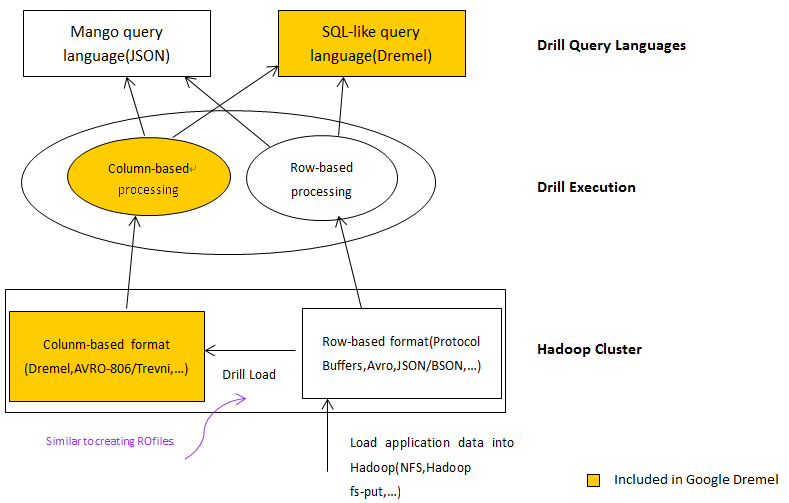 Mango query
language(JSON)
SQL-like query
language(Dremel)
Drill Query Languages
Column-based↵
processing
Row-based
processing
Drill Execution
Colunm-based format
(Dremel,AVRO-806/Trevni,...)
Row-based format(Protocol
Buffers,Avro,JSON/BSON,...)
Hadoop Cluster
Drill Load
Similar to creating ROfiles
Load application data into
Hadoop(NFS,Hadoop
fs-put,...)
Included in Google Dremel